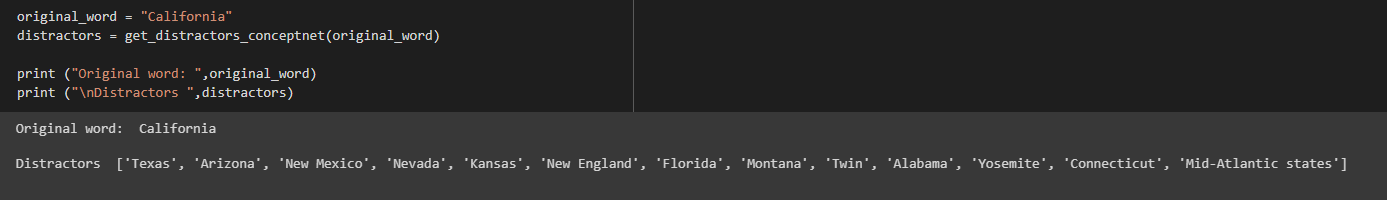 original_word = "California"
distractors = get_distractors_conceptnet(original_word)
print ("Original word: ",original_word)
print ("\nDistractors ",distractors)
Original word:  California
Distractors  ['Texas', 'Arizona', 'New Mexico', 'Nevada', 'Kansas', 'New England', 'Florida', 'Montana', 'Twin', 'Alabama', 'Yosemite', 'Connecticut', 'Mid-Atlantic states']